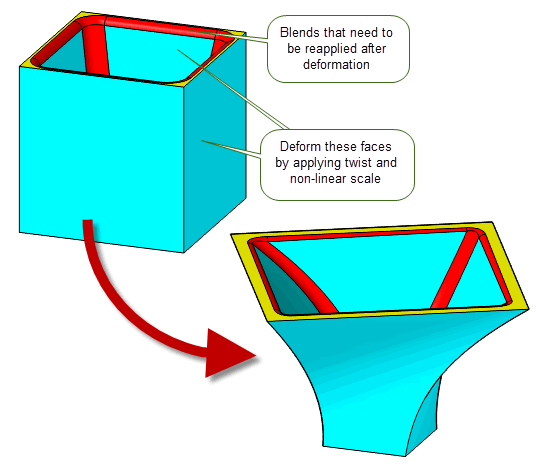 Blends that need to
be reapplied after
deformation
Deform these faces
by applying twist and
non-linear scale